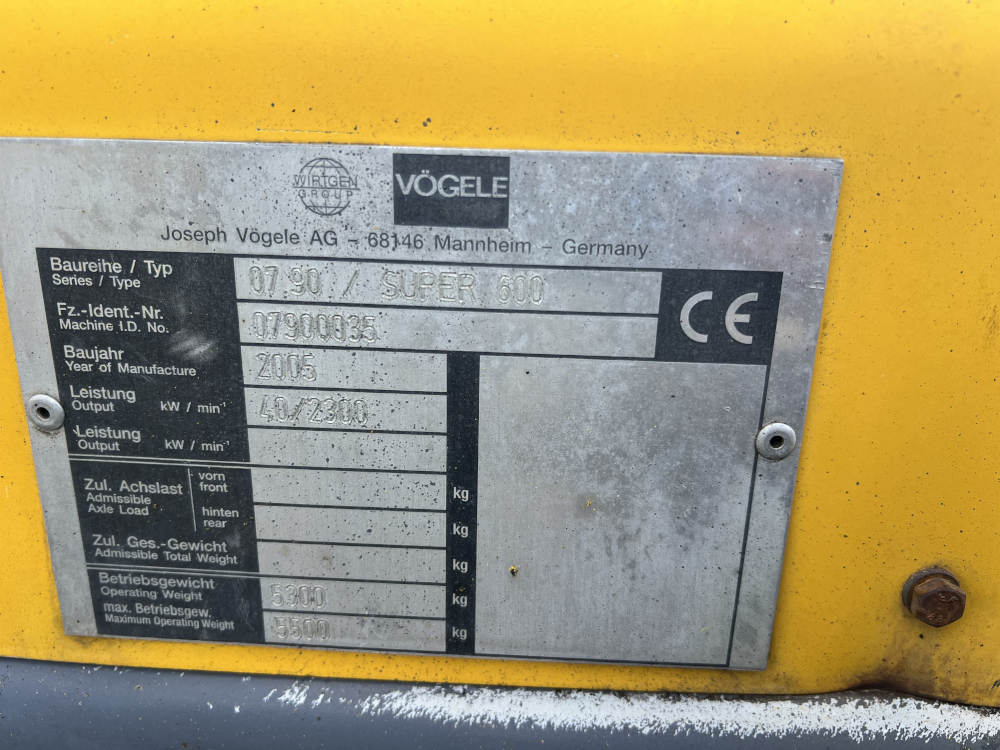 WIRTGEN
GROUP
VÖGELE
Joseph Vögele AG – 68146 Mannheim – Germany
Baureihe / Typ
Series / Type
07.90 / SUPER 600
CE
Fz.-Ident.-Nr.
Machine I.D. No.
07900035
Baujahr
Year of Manufacture
2005
Leistung
Output kW / min⁻¹
40/2300
Leistung
Output kW / min⁻¹
Zul. Achslast
Admissible
Axle Load
vorn
front
kg
hinten
rear
kg
Zul. Ges.-Gewicht
Admissible Total Weight
kg
Betriebsgewicht
Operating Weight
5300 kg
max. Betriebsgew.
Maximum Operating Weight
5500 kg